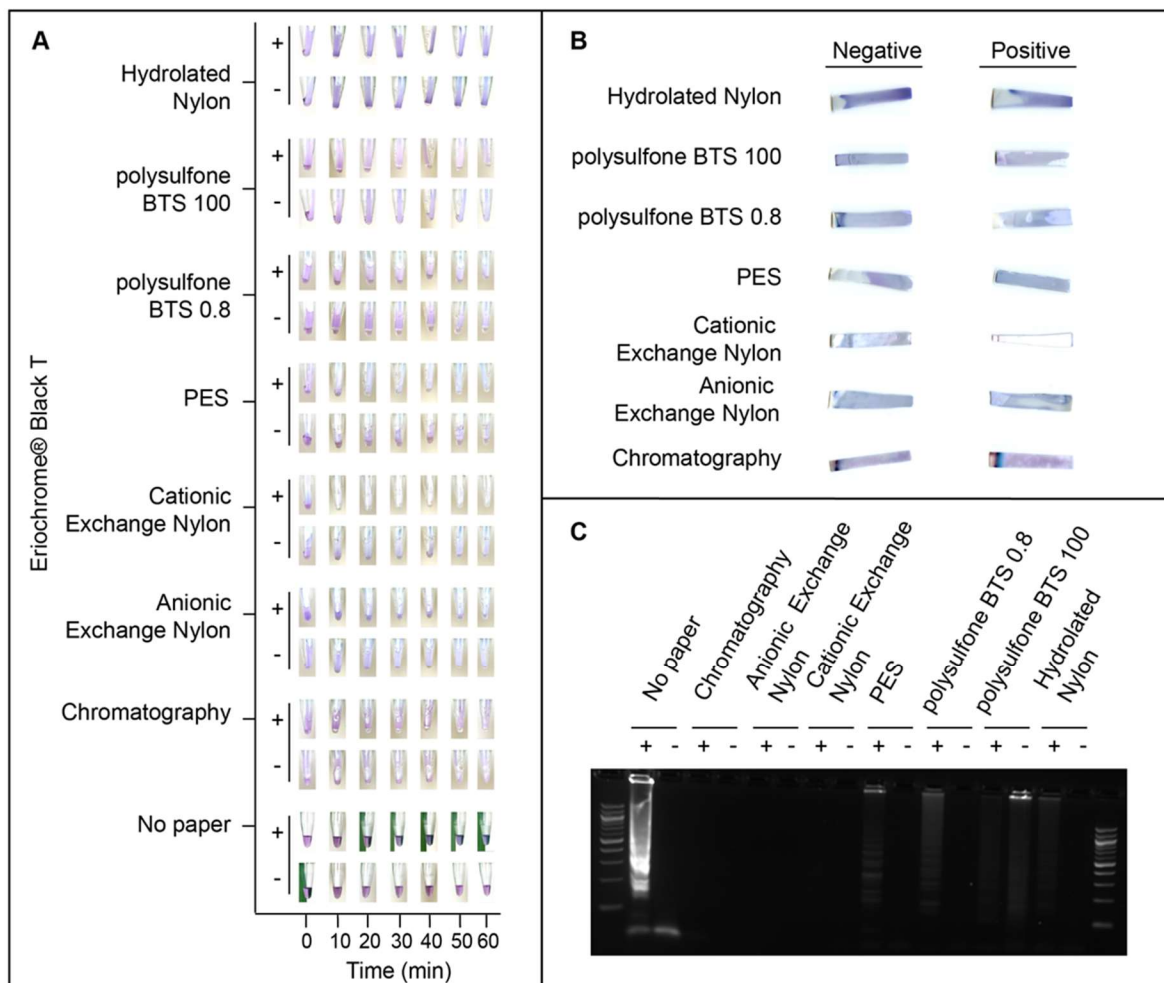 A
Eriochrome® Black T
Hydrolated
Nylon
+
-
polysulfone
BTS 100
+
-
polysulfone
BTS 0.8
+
-
PES
+
-
Cationic
Exchange Nylon
+
-
Anionic
Exchange Nylon
+
-
Chromatography
+
-
No paper
+
-
0 10 20 30 40 50 60
Time (min)
B
Negative Positive
Hydrolated Nylon
polysulfone BTS 100
polysulfone BTS 0.8
PES
Cationic
Exchange Nylon
Anionic
Exchange Nylon
Chromatography
C
No paper
Chromatography
Anionic Exchange
Nylon
Cationic Exchange
Nylon
PES
polysulfone BTS 0.8
polysulfone BTS 100
Hydrolated
Nylon
+ - + - + - + - + - + - + - + -